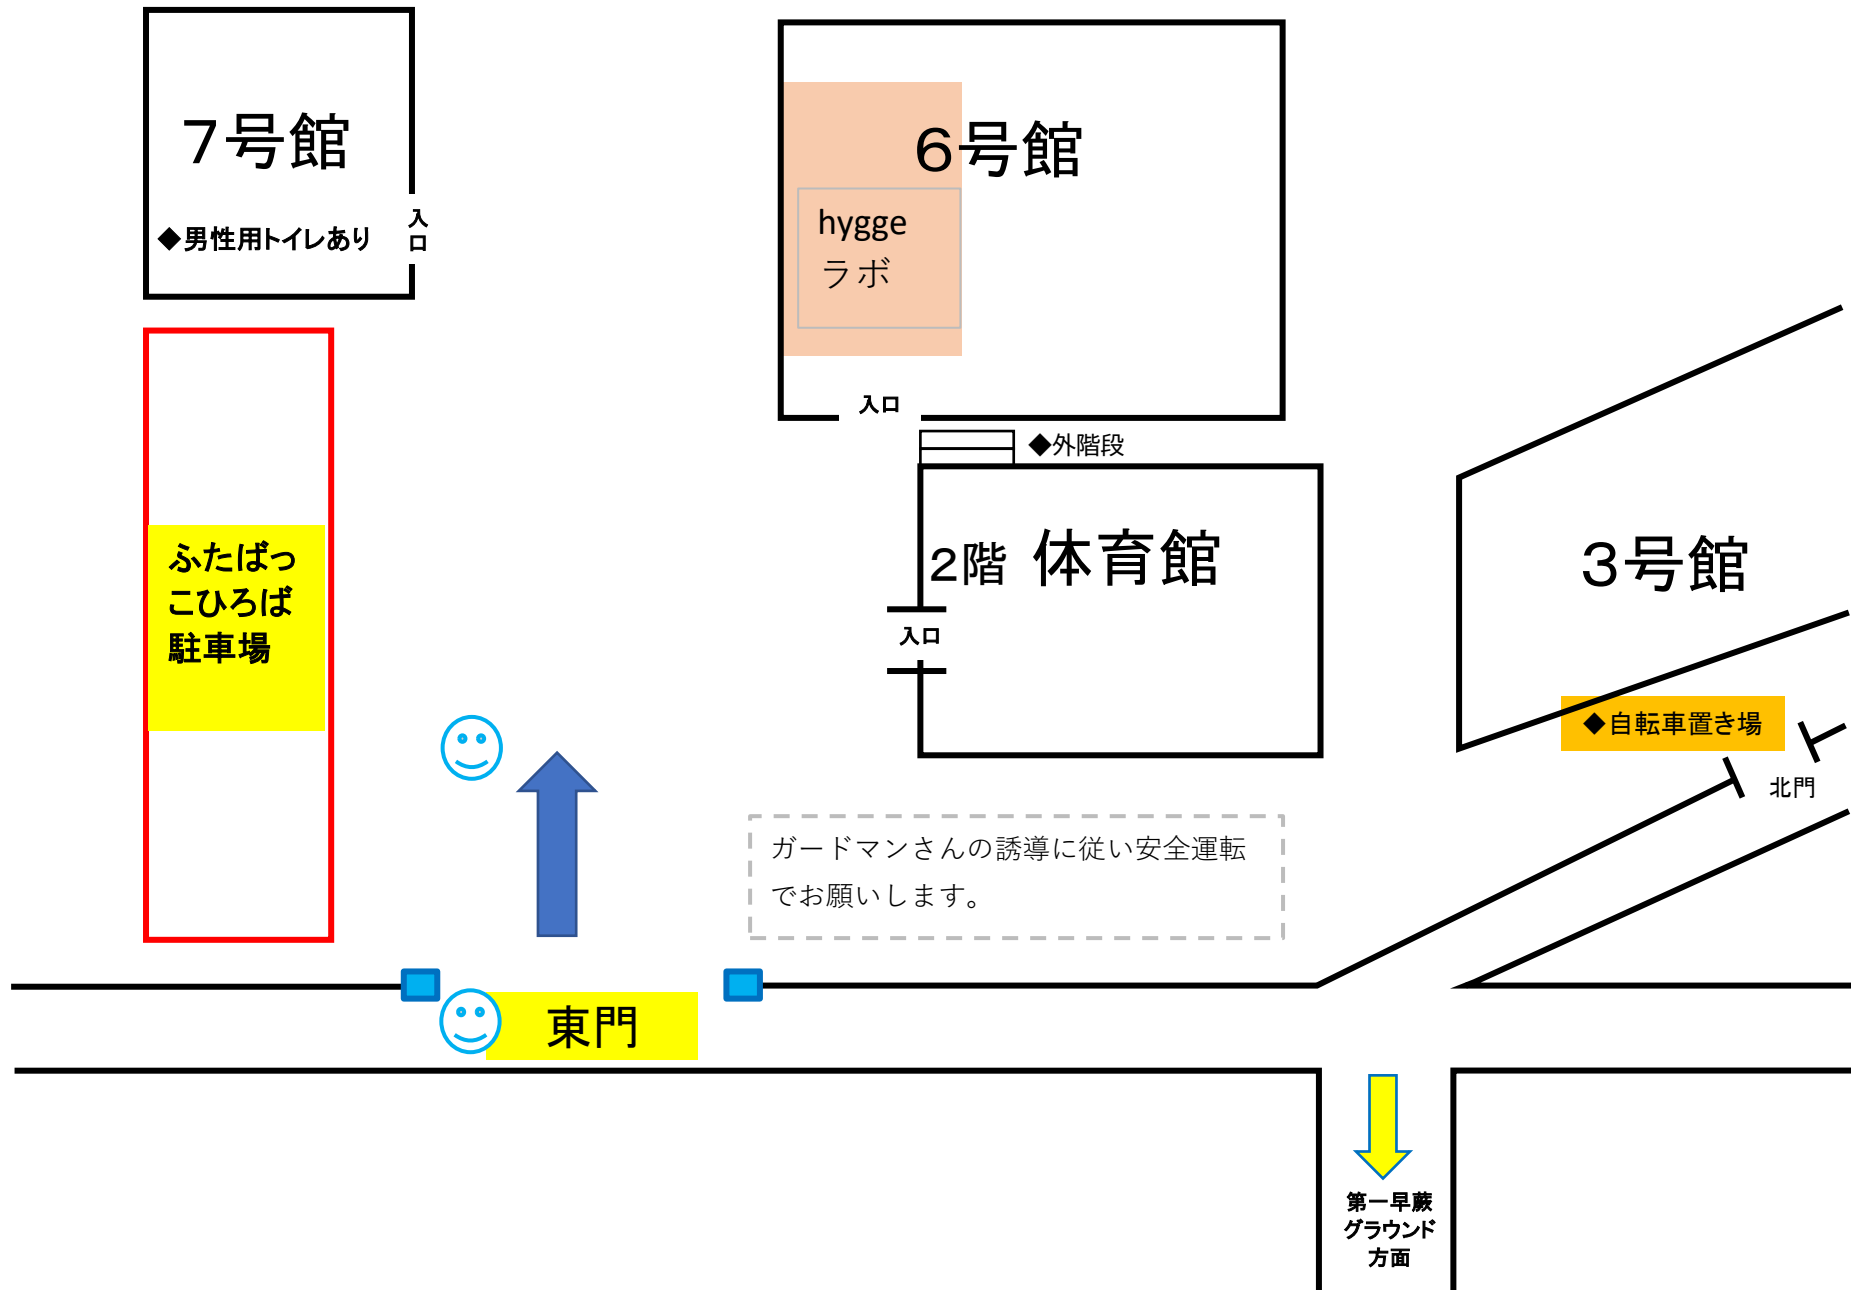 7号館
◆男性用トイレあり
入
口
6号館
hygge
ラボ
入口
◆外階段
2階 体育館
入口
3号館
◆自転車置き場
北門
ふたばっ
こひろば
駐車場
ガードマンさんの誘導に従い安全運転
でお願いします。
東門
第一早蕨
グラウンド
方面